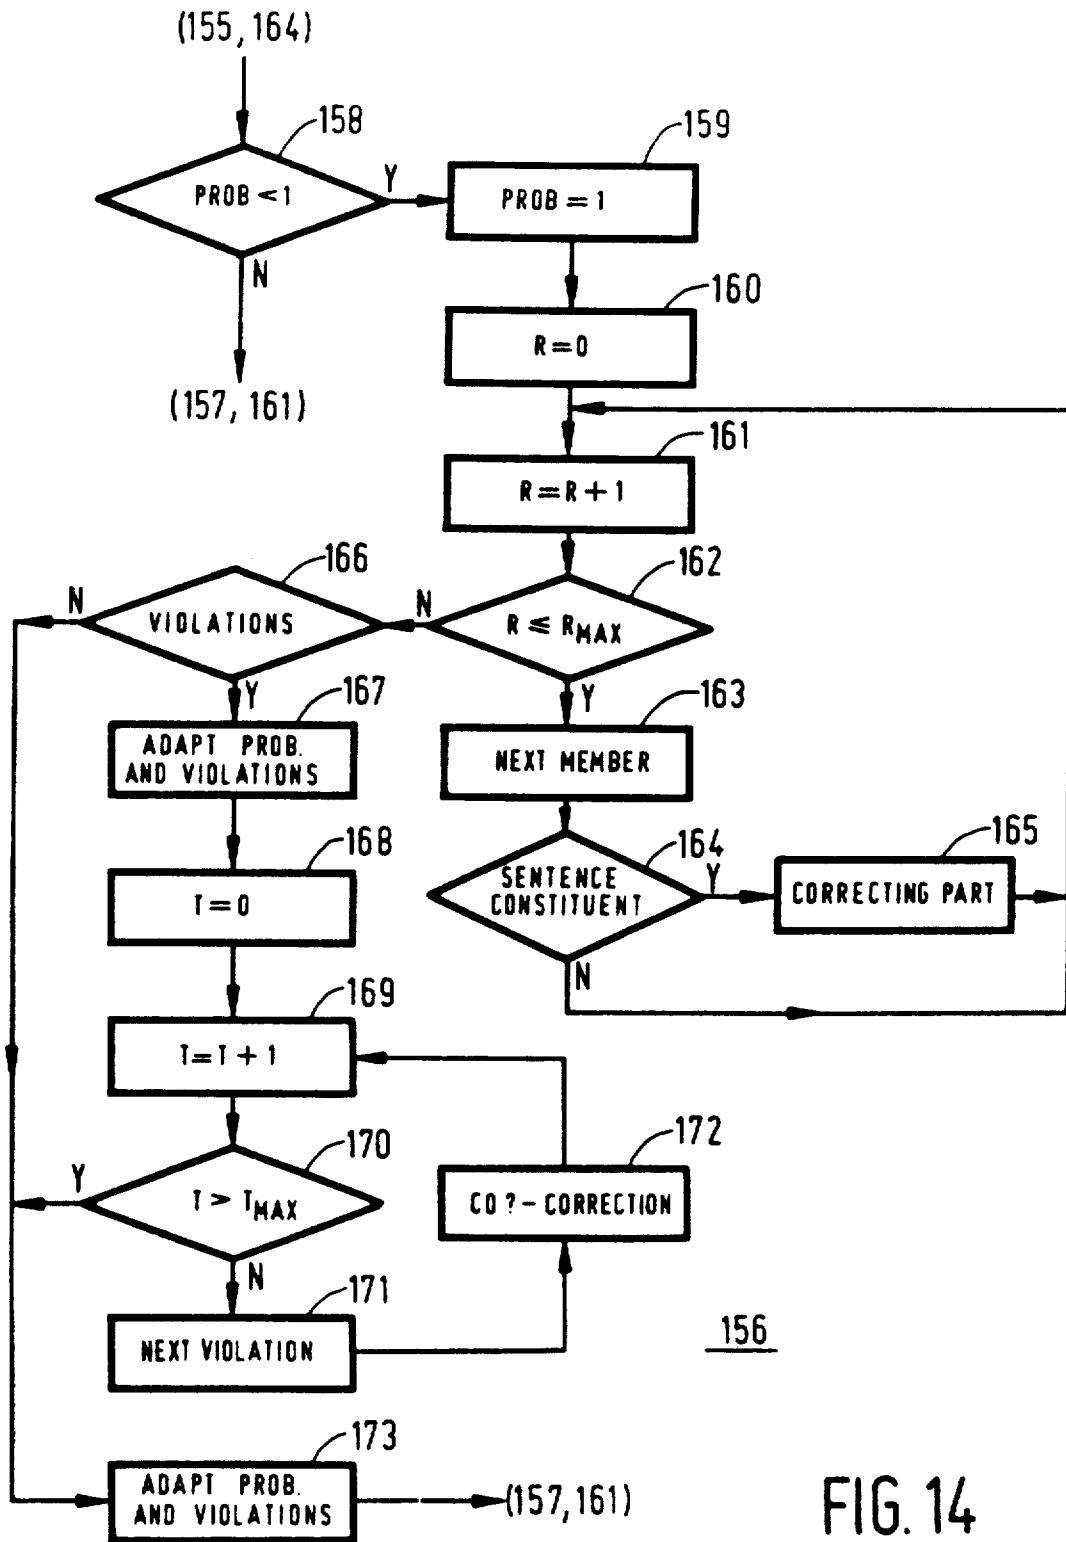 (155,164)
158
PROB < 1
Y
N
(157,161)
159
PROB = 1
160
R=0
161
R=R+1
162
R ≤ RMAX
N
Y
166
VIOLATIONS
N
Y
163
NEXT MEMBER
167
ADAPT PROB.
AND VIOLATIONS
164
SENTENCE
CONSTITUENT
Y
N
165
CORRECTING PART
168
T=0
169
T=T+1
170
T > TMAX
Y
N
172
CO?-CORRECTION
171
NEXT VIOLATION
156
173
ADAPT PROB.
AND VIOLATIONS
(157,161)
FIG. 14